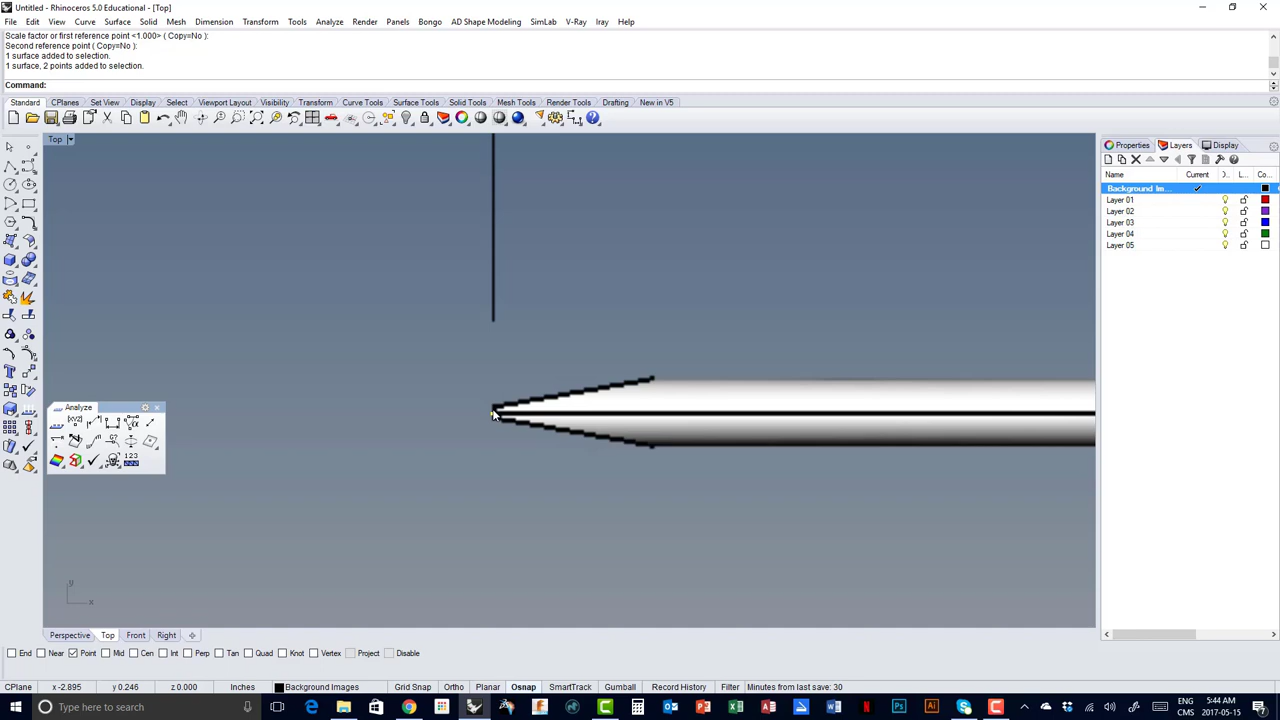 Untitled - Rhinoceros 5.0 Educational - [Top]
File Edit View Curve Surface Solid Mesh Dimension Transform Tools Analyze Render Panels Bongo AD Shape Modeling SimLab V-Ray Iray Help
Scale factor or first reference point <1.000> ( Copy=No ):
Second reference point ( Copy=No ):
1 surface added to selection.
1 surface, 2 points added to selection.
Command:
Standard CPlanes Set View Display Select Viewport Layout Visibility Transform Curve Tools Surface Tools Solid Tools Mesh Tools Render Tools Drafting New in V5
Top
Properties Layers Display
Name Current
Background Im...
Layer 01
Layer 02
Layer 03
Layer 04
Layer 05
Analyze
y
x
Perspective Top Front Right
End Near Point Mid Cen Int Perp Tan Quad Knot Vertex Project Disable
CPlane x -2.895 y 0.246 z 0.000 Inches Background Images Grid Snap Ortho Planar Osnap SmartTrack Gumball Record History Filter Minutes from last save: 30
Type here to search
ENG
CMS
5:44 AM
2017-05-15